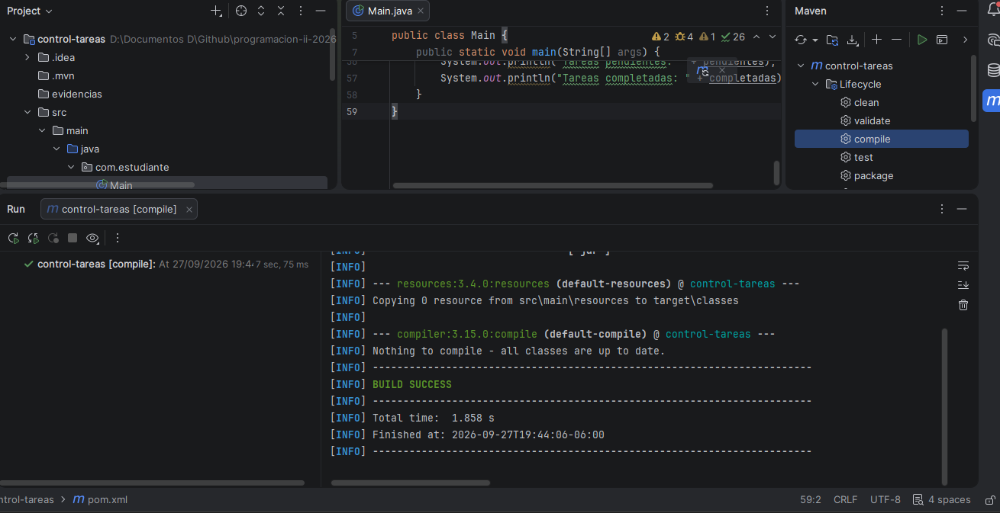 Project
control-tareas D:\Documentos D\Github\programacion-ii-2026
.idea
.mvn
evidencias
src
main
java
com.estudiante
Main
Main.java
2 4 1 26
5 public class Main {
7 public static void main(String[] args) {
56 System.out.println("Tareas pendientes: " + pendientes);
57 System.out.println("Tareas completadas: " + completadas)
58 }
59 }
Maven
m control-tareas
Lifecycle
clean
validate
compile
test
package
Run
m control-tareas [compile]
control-tareas [compile]: At 27/09/2026 19:4 7 sec, 75 ms
[INFO] [ jar ]
[INFO]
[INFO] --- resources:3.4.0:resources (default-resources) @ control-tareas ---
[INFO] Copying 0 resource from src\main\resources to target\classes
[INFO]
[INFO] --- compiler:3.15.0:compile (default-compile) @ control-tareas ---
[INFO] Nothing to compile - all classes are up to date.
[INFO] ------------------------------------------------------------------------
[INFO] BUILD SUCCESS
[INFO] ------------------------------------------------------------------------
[INFO] Total time:  1.858 s
[INFO] Finished at: 2026-09-27T19:44:06-06:00
[INFO] ------------------------------------------------------------------------
ntrol-tareas > m pom.xml
59:2 CRLF UTF-8 4 spaces